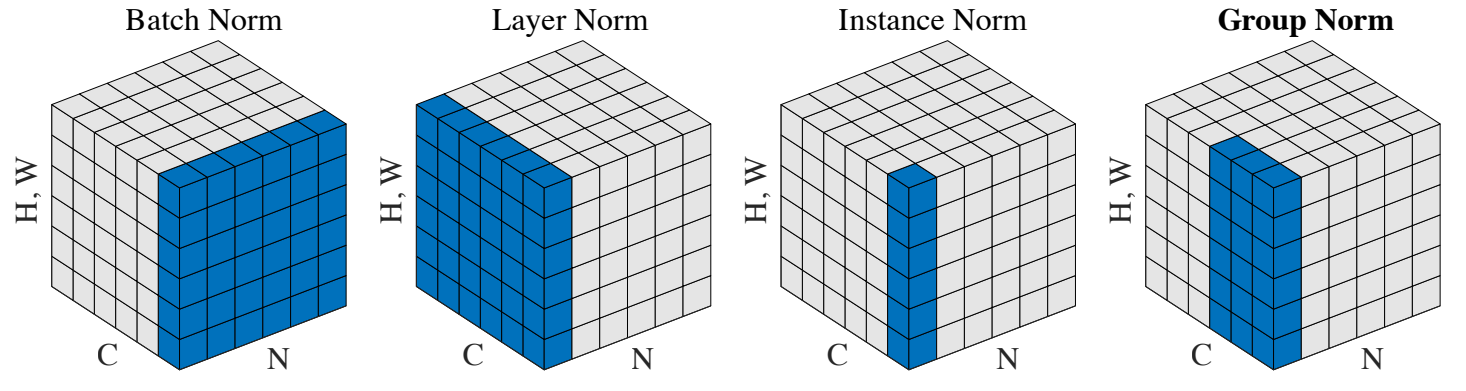 Batch Norm
Layer Norm
Instance Norm
Group Norm
H, W
C
N
H, W
C
N
H, W
C
N
H, W
C
N